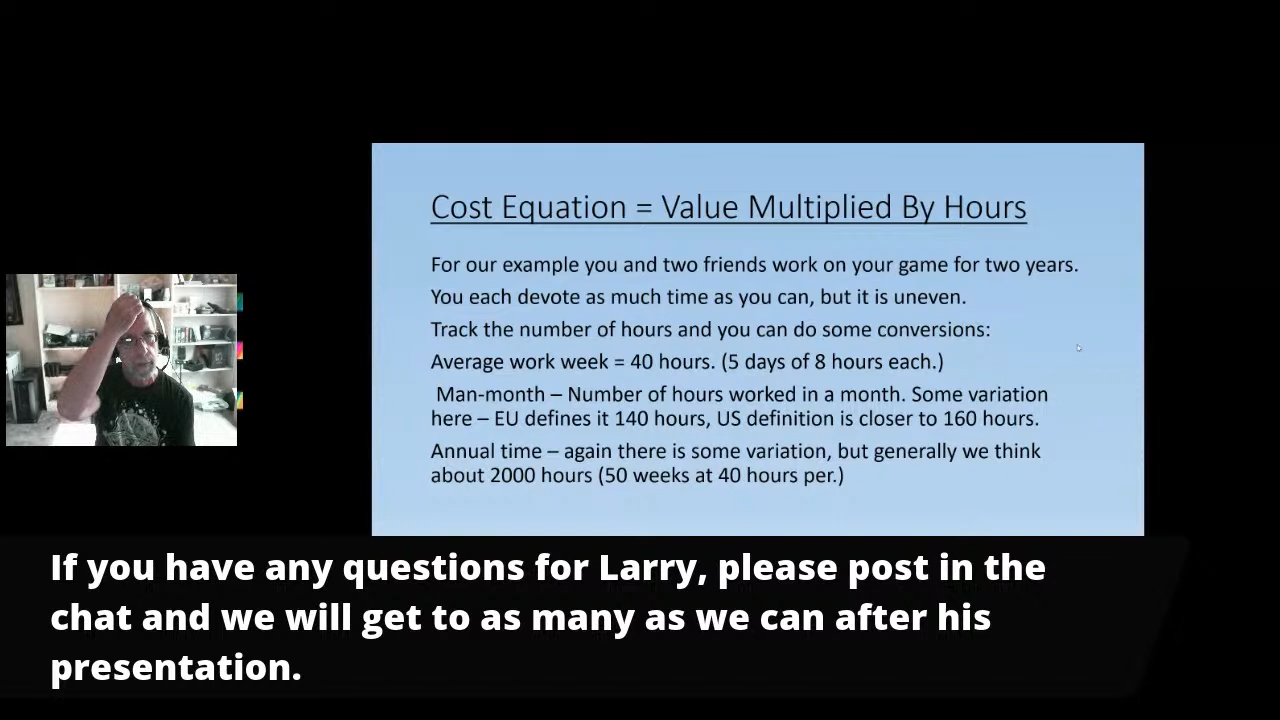 Cost Equation = Value Multiplied By Hours
For our example you and two friends work on your game for two years.
You each devote as much time as you can, but it is uneven.
Track the number of hours and you can do some conversions:
Average work week = 40 hours. (5 days of 8 hours each.)
Man-month – Number of hours worked in a month. Some variation
here – EU defines it 140 hours, US definition is closer to 160 hours.
Annual time – again there is some variation, but generally we think
about 2000 hours (50 weeks at 40 hours per.)
If you have any questions for Larry, please post in the
chat and we will get to as many as we can after his
presentation.